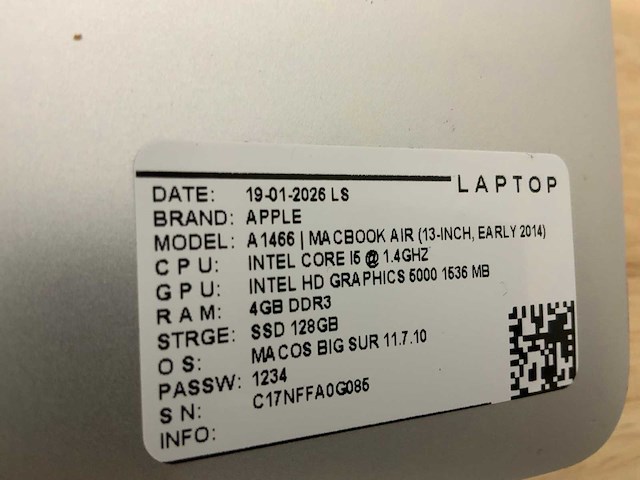 LAPTOP
DATE: 19-01-2026 LS
BRAND: APPLE
MODEL: A1466 | MACBOOK AIR (13-INCH, EARLY 2014)
CPU: INTEL CORE I5 @ 1.4GHZ
GPU: INTEL HD GRAPHICS 5000 1536 MB
RAM: 4GB DDR3
STRGE: SSD 128GB
OS: MACOS BIG SUR 11.7.10
PASSW: 1234
SN: C17NFFA0G085
INFO: